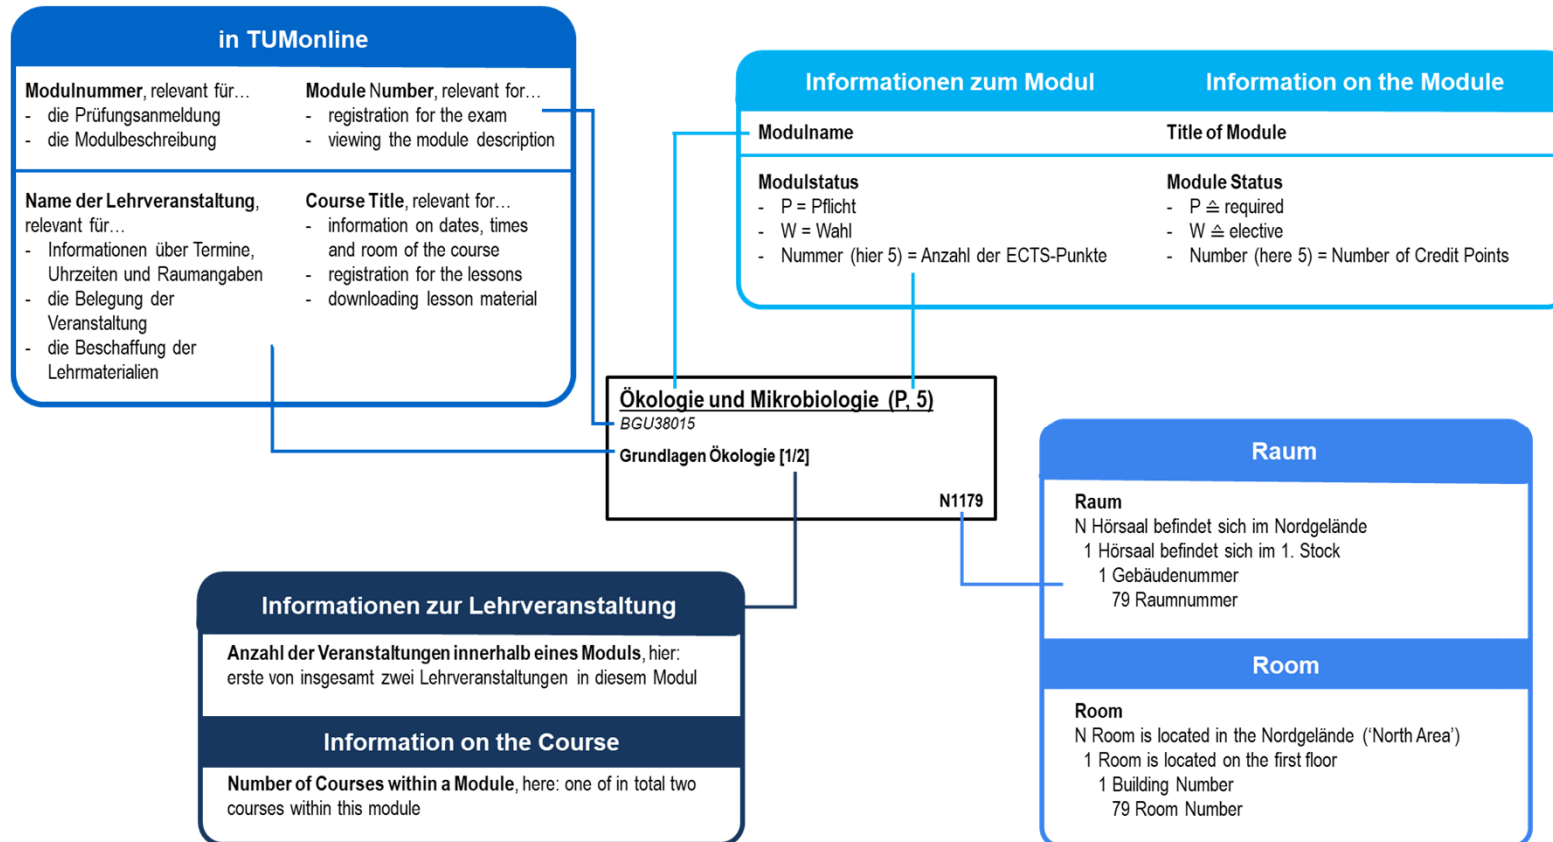 in TUMonline
Modulnummer, relevant für…
- die Prüfungsanmeldung
- die Modulbeschreibung
Module Number, relevant for…
- registration for the exam
- viewing the module description
Name der Lehrveranstaltung,
relevant für…
- Informationen über Termine,
Uhrzeiten und Raumangaben
- die Belegung der
Veranstaltung
- die Beschaffung der
Lehrmaterialien
Course Title, relevant for…
- information on dates, times
and room of the course
- registration for the lessons
- downloading lesson material
Informationen zum Modul
Information on the Module
Modulname
Title of Module
Modulstatus
- P = Pflicht
- W = Wahl
- Nummer (hier 5) = Anzahl der ECTS-Punkte
Module Status
- P ≙ required
- W ≙ elective
- Number (here 5) = Number of Credit Points
Ökologie und Mikrobiologie (P, 5)
BGU38015
Grundlagen Ökologie [1/2]
N1179
Informationen zur Lehrveranstaltung
Anzahl der Veranstaltungen innerhalb eines Moduls, hier:
erste von insgesamt zwei Lehrveranstaltungen in diesem Modul
Information on the Course
Number of Courses within a Module, here: one of in total two
courses within this module
Raum
Raum
N Hörsaal befindet sich im Nordgelände
1 Hörsaal befindet sich im 1. Stock
1 Gebäudenummer
79 Raumnummer
Room
Room
N Room is located in the Nordgelände (‘North Area’)
1 Room is located on the first floor
1 Building Number
79 Room Number